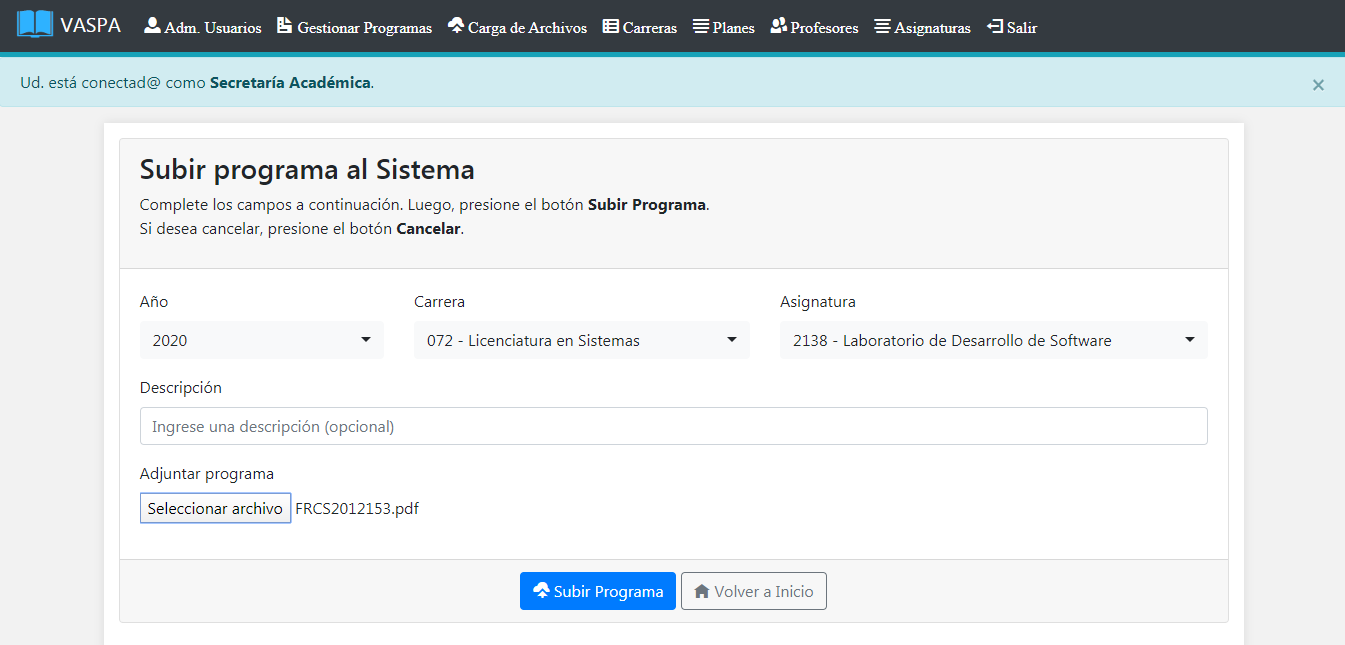 VASPA Adm. Usuarios Gestionar Programas Carga de Archivos Carreras Planes Profesores Asignaturas Salir
Ud. está conectad@ como Secretaría Académica. ×
Subir programa al Sistema
Complete los campos a continuación. Luego, presione el botón Subir Programa.
Si desea cancelar, presione el botón Cancelar.
Año Carrera Asignatura
2020 072 - Licenciatura en Sistemas 2138 - Laboratorio de Desarrollo de Software
Descripción
Ingrese una descripción (opcional)
Adjuntar programa
Seleccionar archivo FRCS2012153.pdf
Subir Programa Volver a Inicio